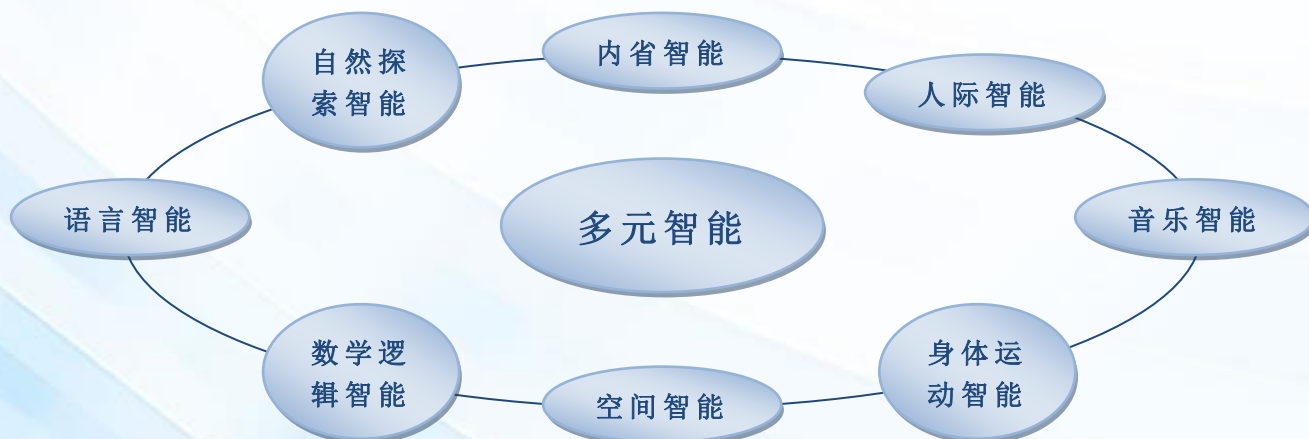 自然探
索智能
内省智能
人际智能
语言智能
多元智能
音乐智能
数学逻
辑智能
空间智能
身体运
动智能